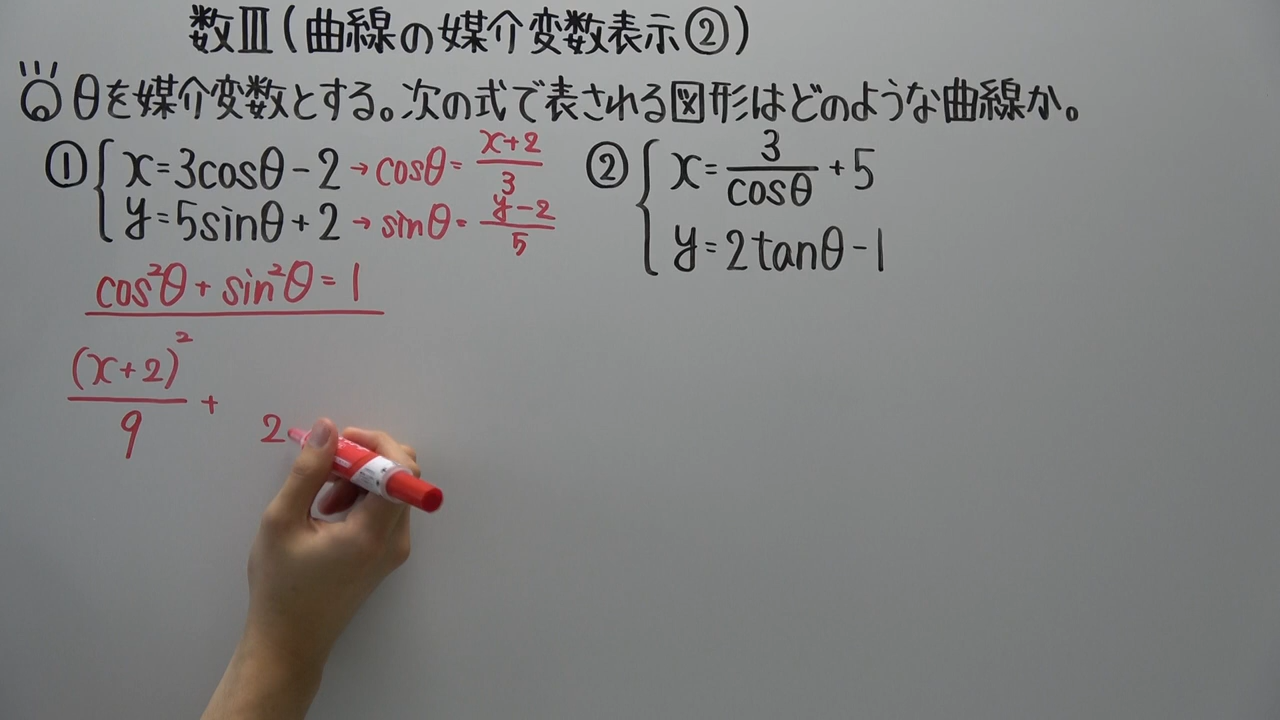 数Ⅲ(曲線の媒介変数表示②)
θを媒介変数とする。次の式で表される図形はどのような曲線か。
① x=3cosθ-2 → cosθ= (x+2)/3
y=5sinθ+2 → sinθ= (y-2)/5
cos²θ+sin²θ=1
(x+2)²/9 +
2
② x= 3/cosθ +5
y=2tanθ-1